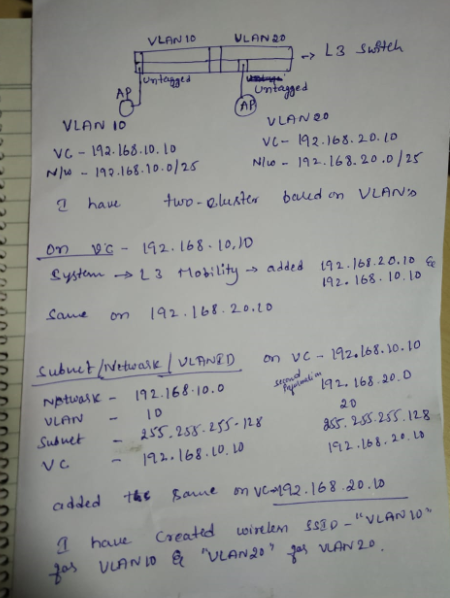 VLAN10 VLAN20
→ L3 Switch
Untagged
Untagged
AP
AP
VLAN 10
VLAN 20
VC - 192.168.10.10
VC - 192.168.20.10
N/w - 192.168.10.0/25
N/w - 192.168.20.0/25
I have two-cluster based on VLANs
On VC - 192.168.10.10
System → L3 Mobility → added 192.168.20.10 &
192.168.10.10
Same on 192.168.20.10
Subnet/Network/VLANID on VC - 192.168.10.10
Network - 192.168.10.0
second 192.168.20.0
VLAN - 10
20
Subnet - 255.255.255.128
255.255.255.128
VC - 192.168.10.10
192.168.20.10
added the same on VC→192.168.20.10
I have created wireless SSID - "VLAN10"
for VLAN10 & "VLAN20" for VLAN20.